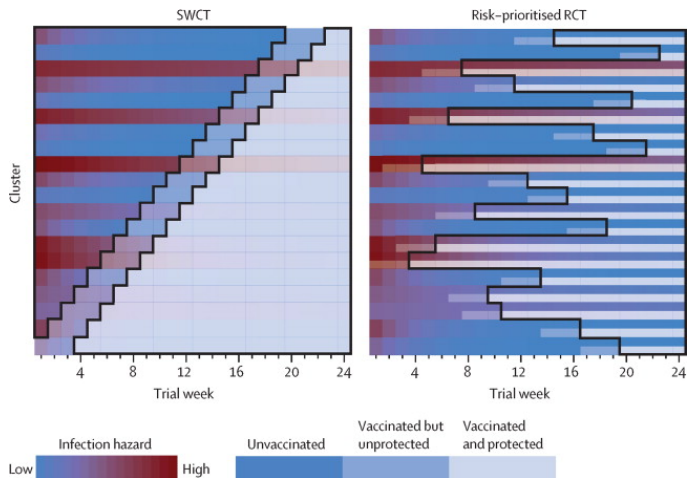 SWCT
Risk–prioritised RCT
Cluster
4 8 12 16 20 24
Trial week
4 8 12 16 20 24
Trial week
Infection hazard
Low
High
Unvaccinated
Vaccinated but
unprotected
Vaccinated
and protected